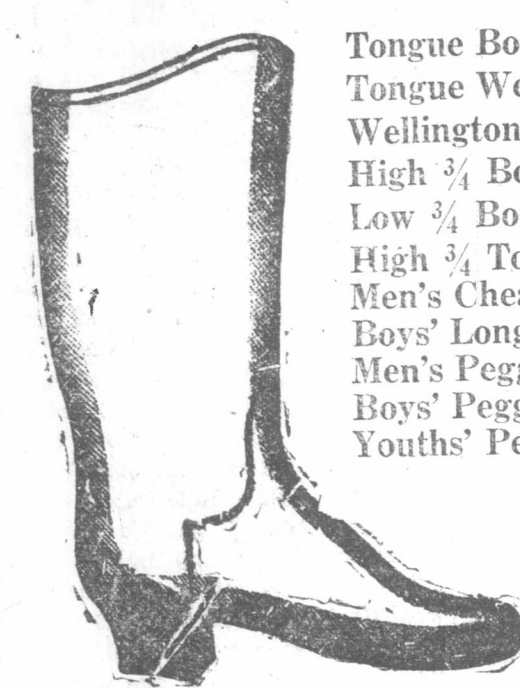 Tongue Bo
Tongue We
Wellington
High ¾ Bo
Low ¾ Bo
High ¾ To
Men's Ches
Boys' Long
Men's Pegg
Boys' Pegg
Youths' Pe